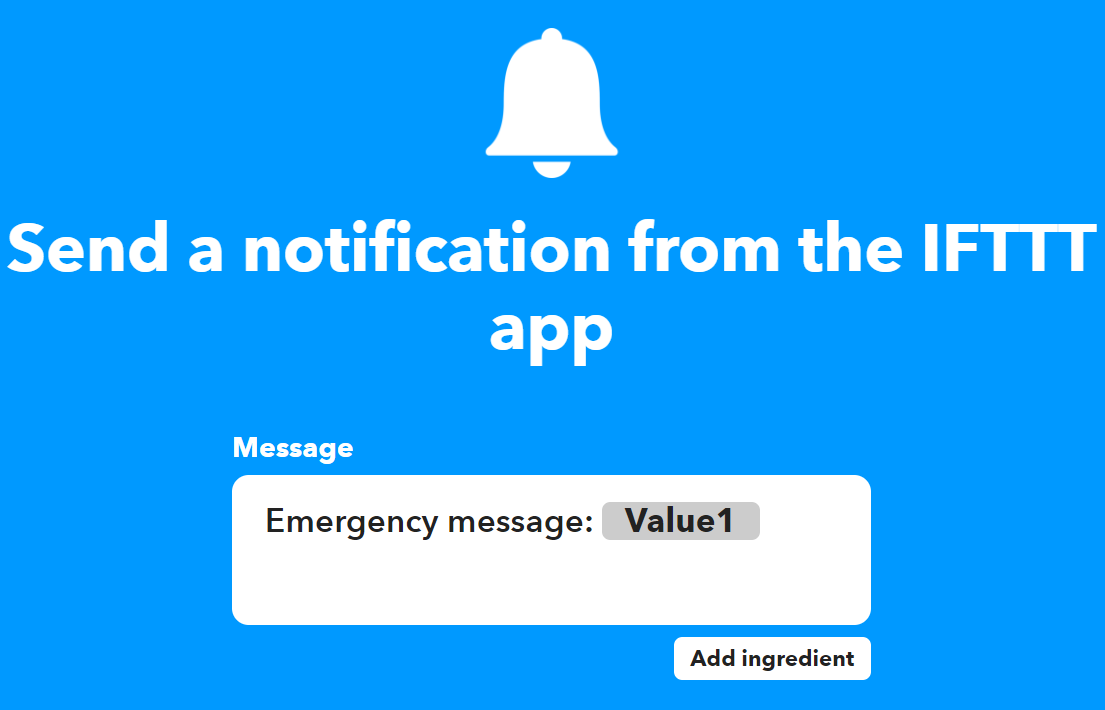 Send a notification from the IFTTT
app
Message
Emergency message: Value1
Add ingredient